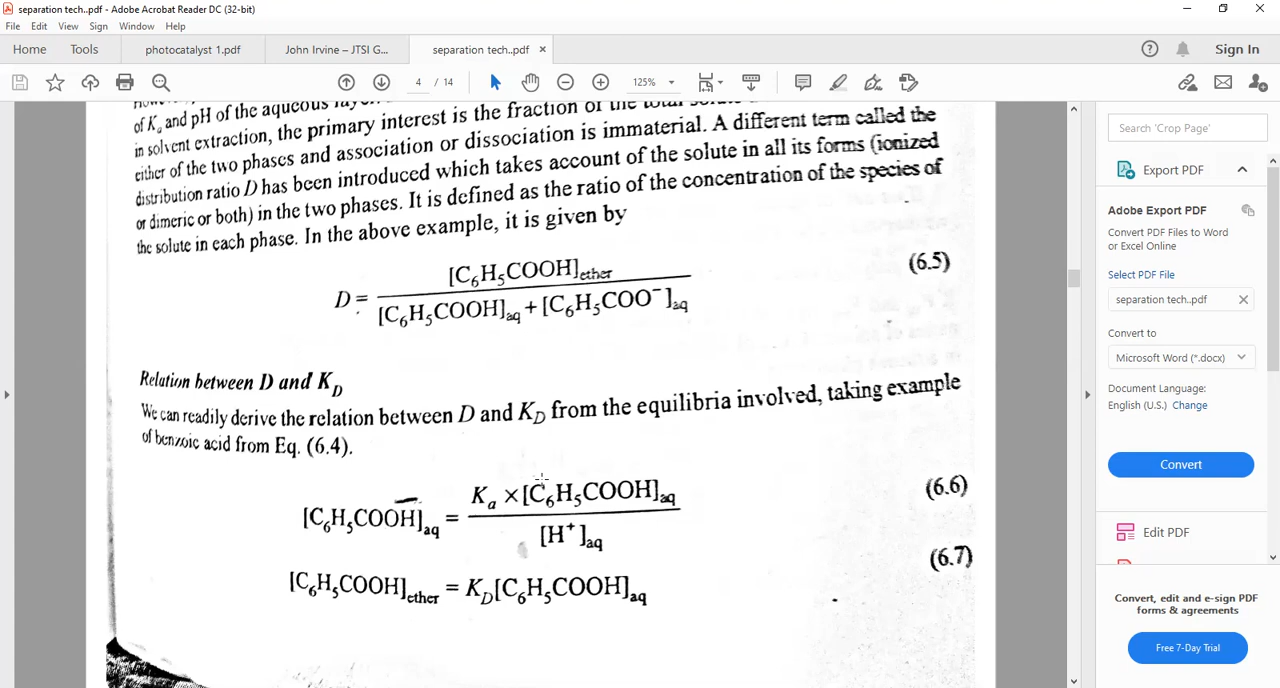 separation tech..pdf - Adobe Acrobat Reader DC (32-bit)
File Edit View Sign Window Help
Home Tools photocatalyst 1.pdf John Irvine – JTSI G... separation tech..pdf × Sign In
4 / 14 125%
of Ka and pH of the aqueous
in solvent extraction, the primary interest is the fraction of the total
either of the two phases and association or dissociation is immaterial. A different term called the
distribution ratio D has been introduced which takes account of the solute in all its forms (ionized
or dimeric or both) in the two phases. It is defined as the ratio of the concentration of the species of
the solute in each phase. In the above example, it is given by
D = [C₆H₅COOH]ether / [C₆H₅COOH]aq + [C₆H₅COO⁻]aq (6.5)
Relation between D and K_D
We can readily derive the relation between D and K_D from the equilibria involved, taking example
of benzoic acid from Eq. (6.4).
[C₆H₅COOH]aq = Ka × [C₆H₅COOH]aq / [H⁺]aq (6.6)
[C₆H₅COOH]ether = K_D[C₆H₅COOH]aq (6.7)
Search 'Crop Page'
Export PDF
Adobe Export PDF
Convert PDF Files to Word
or Excel Online
Select PDF File
separation tech..pdf
Convert to
Microsoft Word (*.docx)
Document Language:
English (U.S.) Change
Convert
Edit PDF
Convert, edit and e-sign PDF
forms & agreements
Free 7-Day Trial